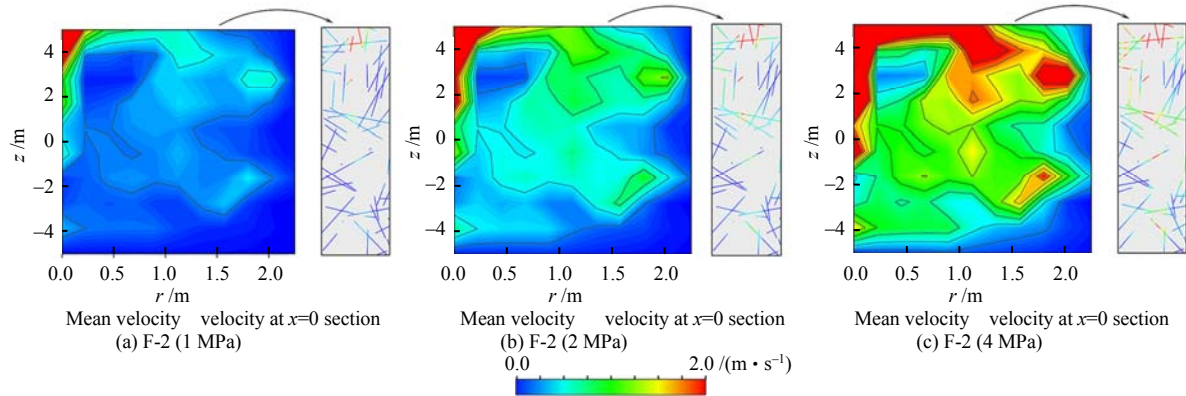 4
2
0
−2
−4
z /m
0.0 0.5 1.0 1.5 2.0
r /m
Mean velocity velocity at x=0 section
(a) F-2 (1 MPa)
4
2
0
−2
−4
z /m
0.0 0.5 1.0 1.5 2.0
r /m
Mean velocity velocity at x=0 section
(b) F-2 (2 MPa)
4
2
0
−2
−4
z /m
0.0 0.5 1.0 1.5 2.0
r /m
Mean velocity velocity at x=0 section
(c) F-2 (4 MPa)
0.0 2.0 /(m • s⁻¹)